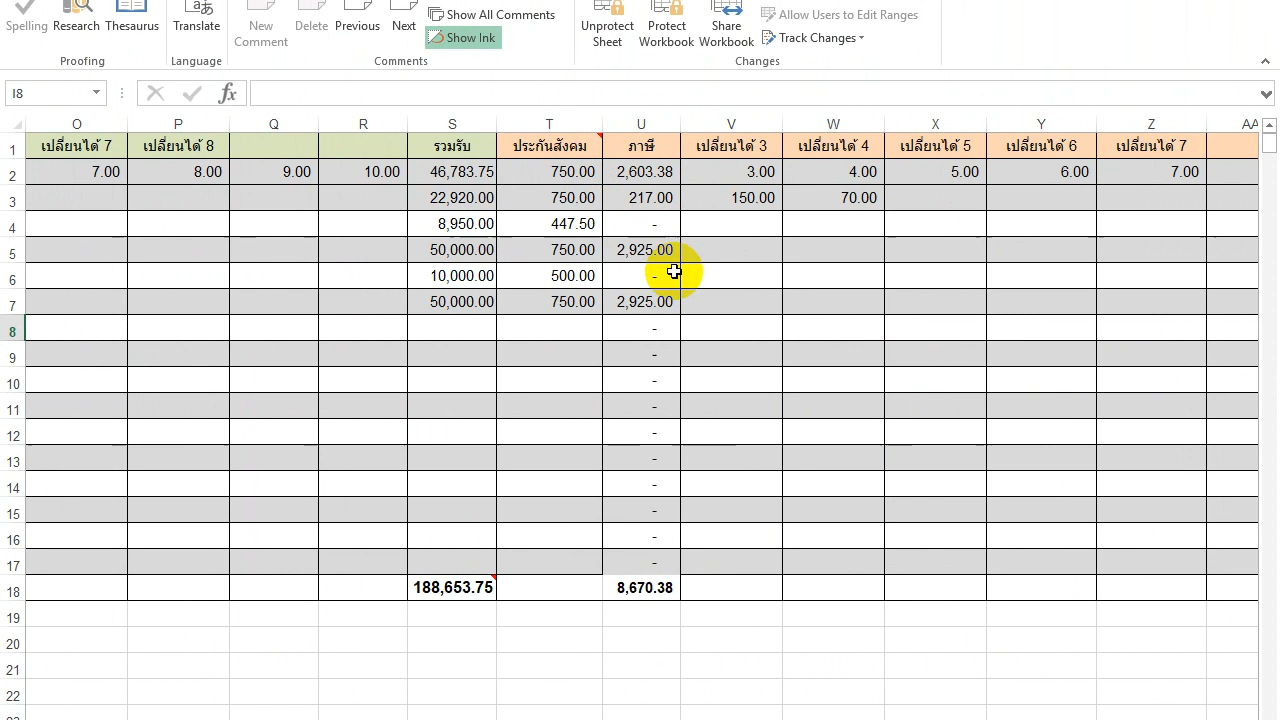 Spelling Research Thesaurus Translate New Comment Delete Previous Next Show All Comments Show Ink Unprotect Sheet Protect Workbook Share Workbook Allow Users to Edit Ranges Track Changes
Proofing Language Comments Changes
I8 fx
O P Q R S T U V W X Y Z AA
1 เปลี่ยนได้ 7 เปลี่ยนได้ 8 รวมรับ ประกันสังคม ภาษี เปลี่ยนได้ 3 เปลี่ยนได้ 4 เปลี่ยนได้ 5 เปลี่ยนได้ 6 เปลี่ยนได้ 7
2 7.00 8.00 9.00 10.00 46,783.75 750.00 2,603.38 3.00 4.00 5.00 6.00 7.00
3 22,920.00 750.00 217.00 150.00 70.00
4 8,950.00 447.50 -
5 50,000.00 750.00 2,925.00
6 10,000.00 500.00 -
7 50,000.00 750.00 2,925.00
8 -
9 -
10 -
11 -
12 -
13 -
14 -
15 -
16 -
17 -
18 188,653.75 8,670.38
19
20
21
22